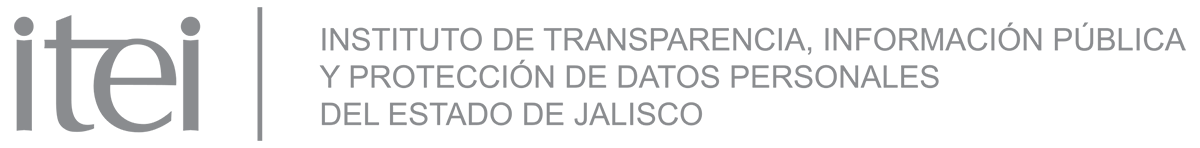 itei
INSTITUTO DE TRANSPARENCIA, INFORMACIÓN PÚBLICA
Y PROTECCIÓN DE DATOS PERSONALES
DEL ESTADO DE JALISCO